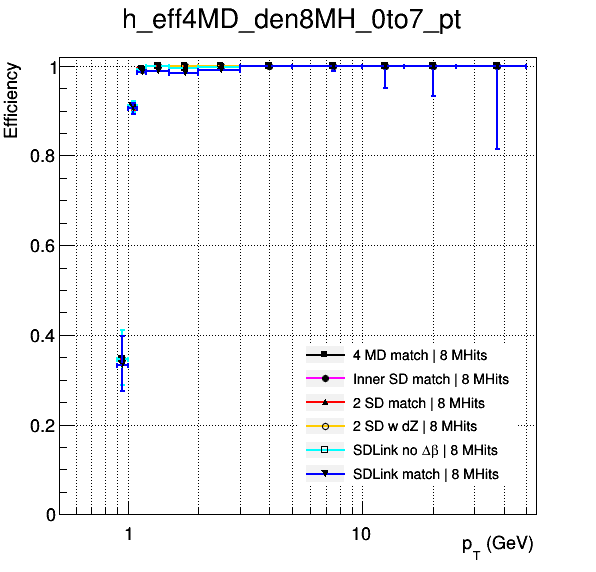 h_eff4MD_den8MH_0to7_pt
Efficiency
1
0.8
0.6
0.4
0.2
0
4 MD match | 8 MHits
Inner SD match | 8 MHits
2 SD match | 8 MHits
2 SD w dZ | 8 MHits
SDLink no Δβ | 8 MHits
SDLink match | 8 MHits
1
10
p_T (GeV)